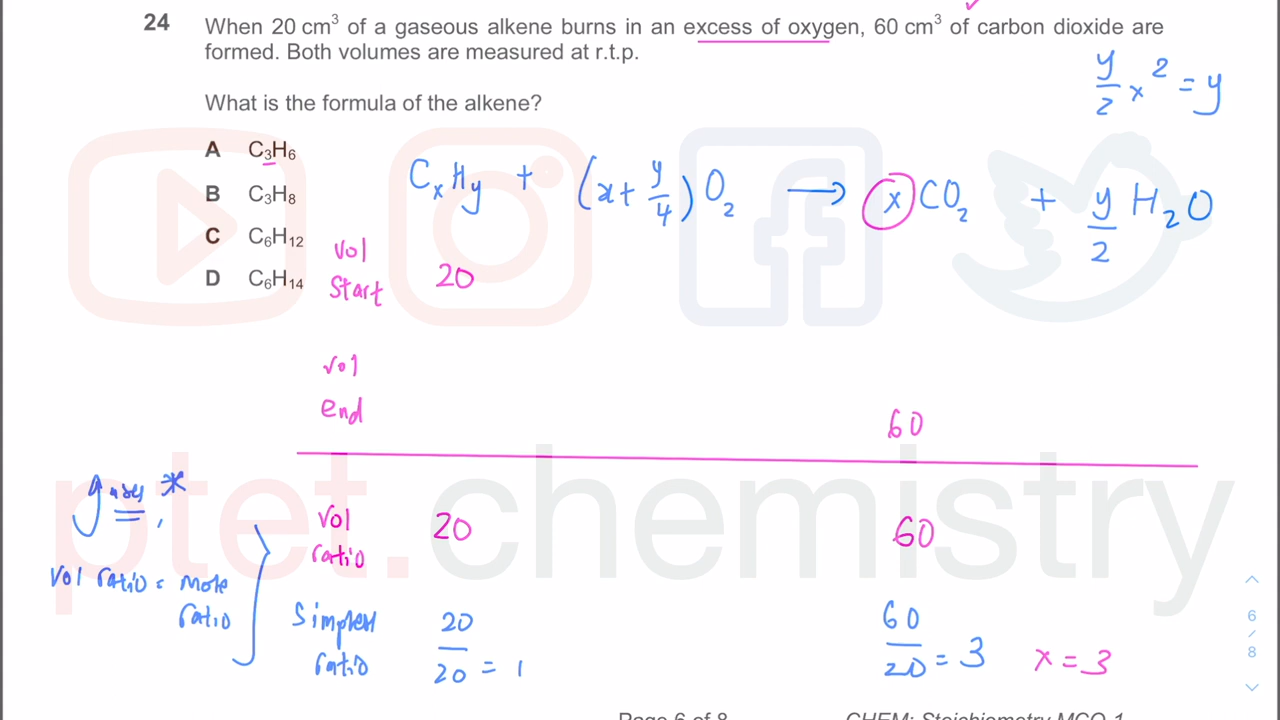 24 When 20 cm³ of a gaseous alkene burns in an excess of oxygen, 60 cm³ of carbon dioxide are
formed. Both volumes are measured at r.t.p.
y/2 × 2 = y
What is the formula of the alkene?
A C₃H₆
B C₃H₈
C C₆H₁₂
D C₆H₁₄
CₓHᵧ + (x + y/4) O₂ → x CO₂ + y/2 H₂O
vol
start 20
vol
end 60
ptet.chemistry
gases *
vol
ratio 20 60
vol ratio = mole
ratio
simplest
ratio 20/20 = 1 60/20 = 3 x = 3
6
/
8
Page 6 of 8 CHEM: Stoichiometry MCQ 1